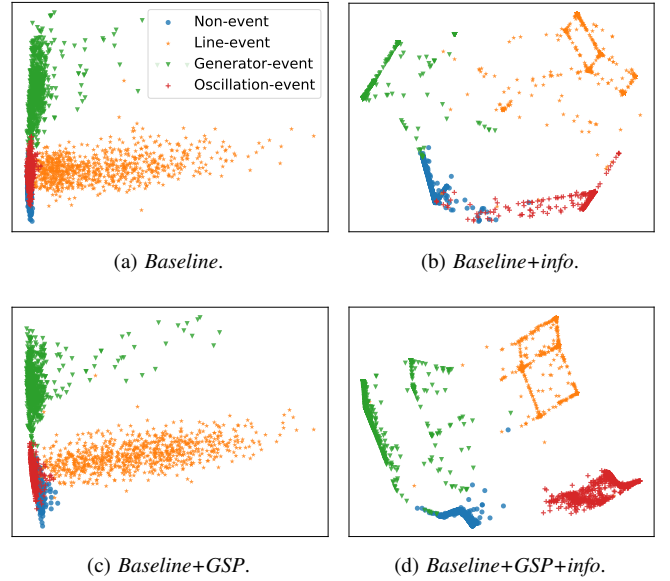 Non-event
Line-event
Generator-event
Oscillation-event
(a) Baseline.
(b) Baseline+info.
(c) Baseline+GSP.
(d) Baseline+GSP+info.